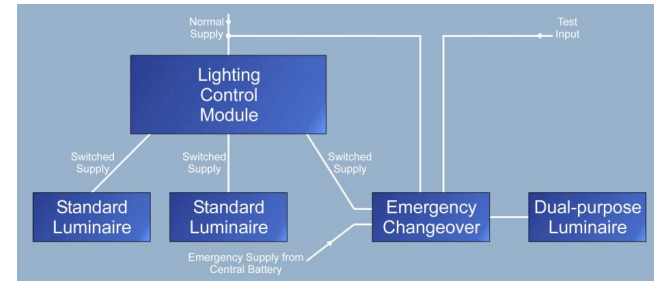 Normal
Supply
Test
Input
Lighting
Control
Module
Switched
Supply
Switched
Supply
Switched
Supply
Standard
Luminaire
Standard
Luminaire
Emergency
Changeover
Dual-purpose
Luminaire
Emergency Supply from
Central Battery